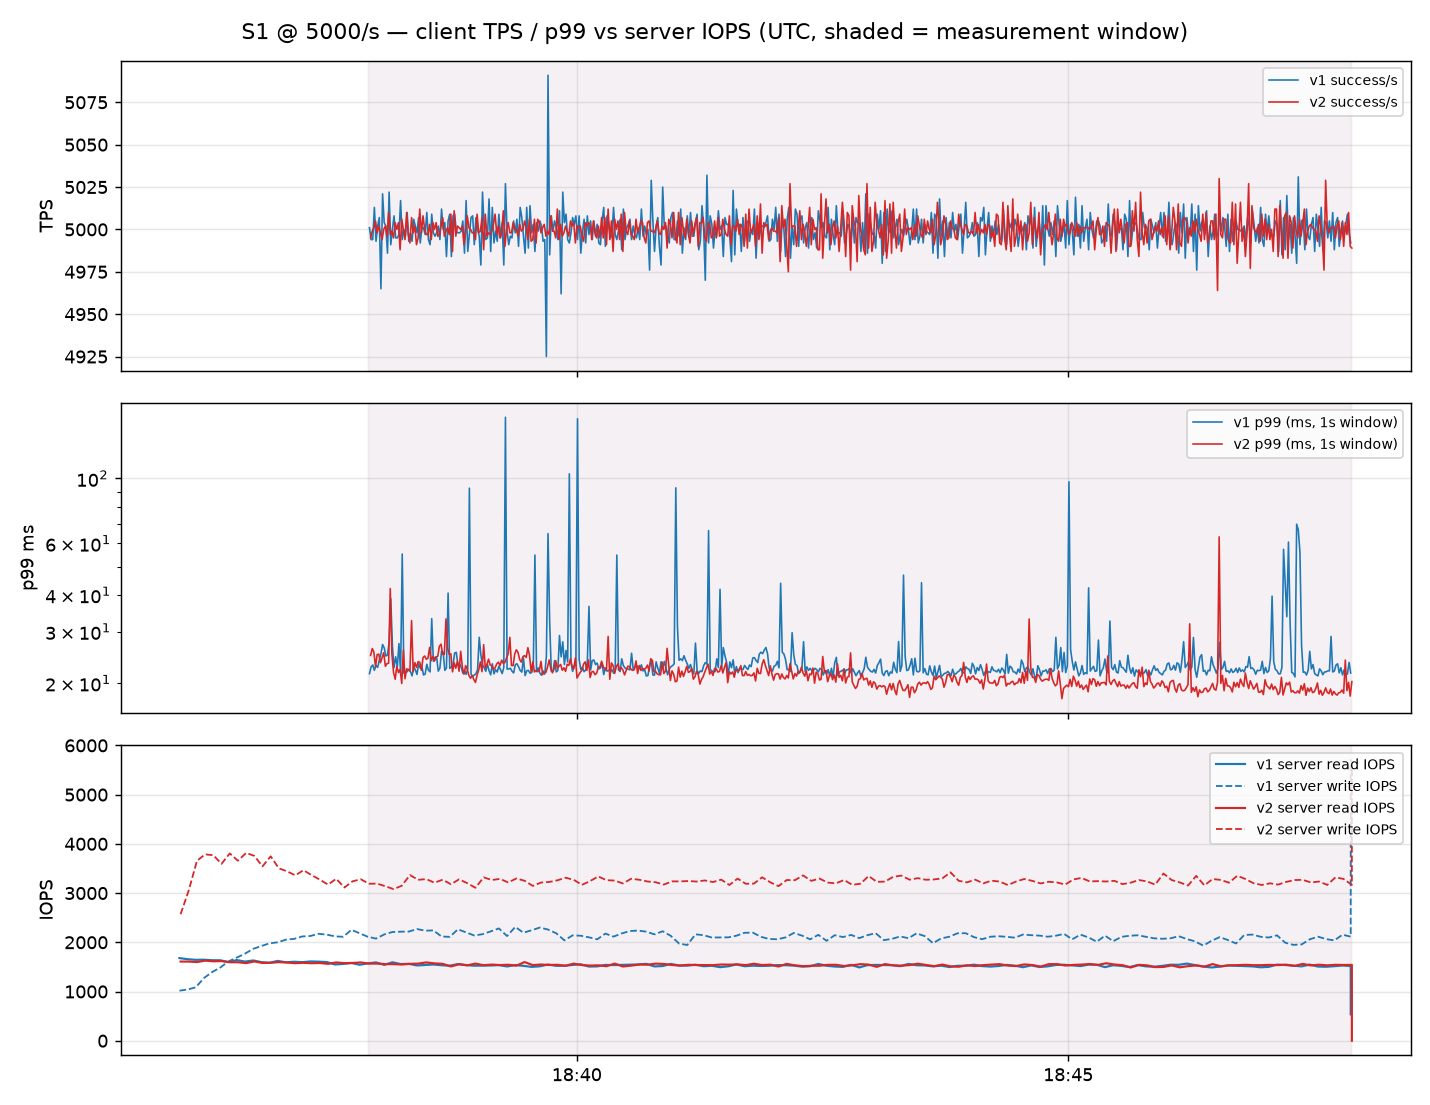 S1 @ 5000/s — client TPS / p99 vs server IOPS (UTC, shaded = measurement window)
TPS
5075
5050
5025
5000
4975
4950
4925
v1 success/s
v2 success/s
p99 ms
10²
6 × 10¹
4 × 10¹
3 × 10¹
2 × 10¹
v1 p99 (ms, 1s window)
v2 p99 (ms, 1s window)
IOPS
6000
5000
4000
3000
2000
1000
0
v1 server read IOPS
v1 server write IOPS
v2 server read IOPS
v2 server write IOPS
18:40
18:45